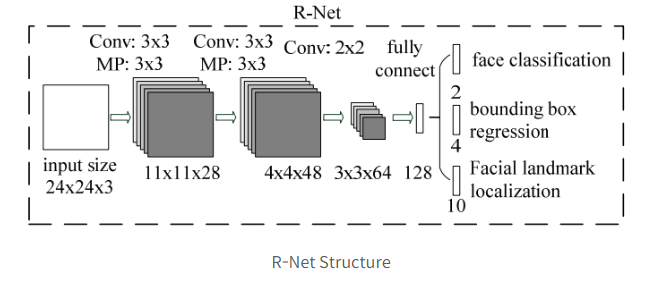 R-Net
Conv: 3x3 Conv: 3x3 Conv: 2x2 fully
MP: 3x3 MP: 3x3 connect
face classification
2
bounding box
regression
4
Facial landmark
localization
10
input size
24x24x3
11x11x28 4x4x48 3x3x64 128
R-Net Structure